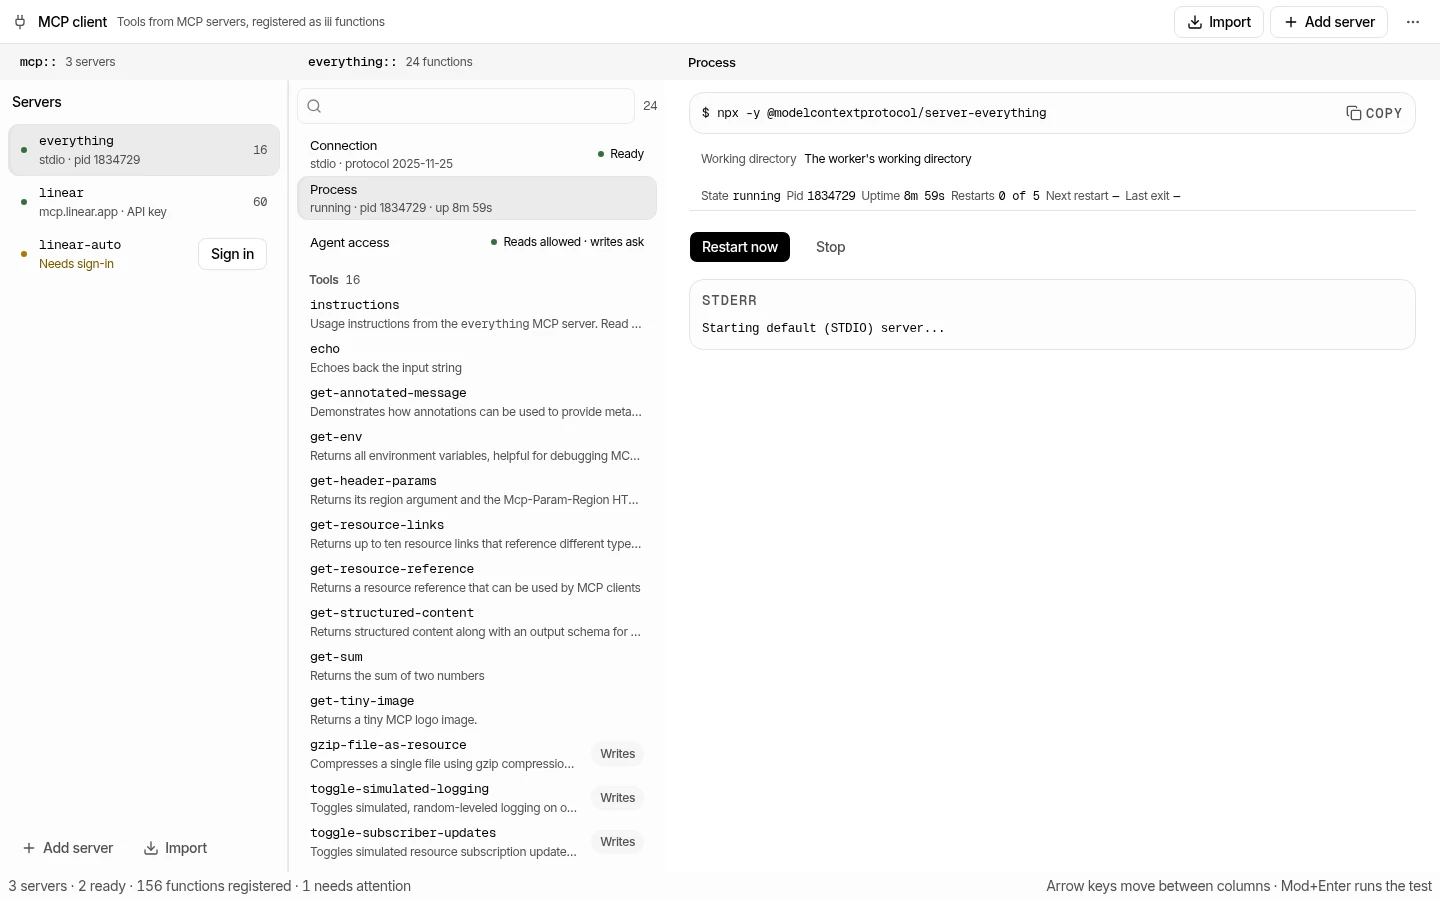 MCP client Tools from MCP servers, registered as iii functions
Import
Add server
mcp:: 3 servers
everything:: 24 functions
Process
Servers
everything
stdio · pid 1834729
16
linear
mcp.linear.app · API key
60
linear-auto
Needs sign-in
Sign in
Add server
Import
24
Connection
stdio · protocol 2025-11-25
Ready
Process
running · pid 1834729 · up 8m 59s
Agent access
Reads allowed · writes ask
Tools 16
instructions
Usage instructions from the everything MCP server. Read ...
echo
Echoes back the input string
get-annotated-message
Demonstrates how annotations can be used to provide meta...
get-env
Returns all environment variables, helpful for debugging MC...
get-header-params
Returns its region argument and the Mcp-Param-Region HT...
get-resource-links
Returns up to ten resource links that reference different type...
get-resource-reference
Returns a resource reference that can be used by MCP clients
get-structured-content
Returns structured content along with an output schema for ...
get-sum
Returns the sum of two numbers
get-tiny-image
Returns a tiny MCP logo image.
gzip-file-as-resource
Compresses a single file using gzip compressio...
Writes
toggle-simulated-logging
Toggles simulated, random-leveled logging on o...
Writes
toggle-subscriber-updates
Toggles simulated resource subscription update...
Writes
$ npx -y @modelcontextprotocol/server-everything
COPY
Working directory The worker's working directory
State running Pid 1834729 Uptime 8m 59s Restarts 0 of 5 Next restart — Last exit —
Restart now
Stop
STDERR
Starting default (STDIO) server...
3 servers · 2 ready · 156 functions registered · 1 needs attention
Arrow keys move between columns · Mod+Enter runs the test